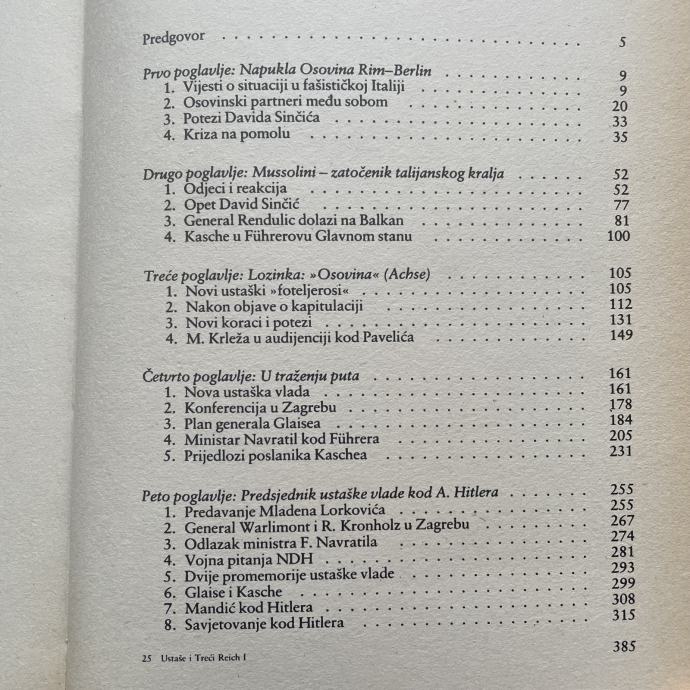 Predgovor . . . . . . . . . . . . . . . . . . . . . . . . . . 5
Prvo poglavlje: Napukla Osovina Rim–Berlin . . . . . . . . . . 9
1. Vijesti o situaciji u fašističkoj Italiji . . . . . . . . . . 9
2. Osovinski partneri među sobom . . . . . . . . . . 20
3. Potezi Davida Sinčića . . . . . . . . . . 33
4. Kriza na pomolu . . . . . . . . . . 35
Drugo poglavlje: Mussolini – zatočenik talijanskog kralja . . . . . . 52
1. Odjeci i reakcija . . . . . . . . . . 52
2. Opet David Sinčić . . . . . . . . . . 77
3. General Rendulic dolazi na Balkan . . . . . . . . . . 81
4. Kasche u Führerovu Glavnom stanu . . . . . . . . . . 100
Treće poglavlje: Lozinka: »Osovina« (Achse) . . . . . . . . . . 105
1. Novi ustaški »foteljerosi« . . . . . . . . . . 105
2. Nakon objave o kapitulaciji . . . . . . . . . . 112
3. Novi koraci i potezi . . . . . . . . . . 131
4. M. Krleža u audijenciji kod Pavelića . . . . . . . . . . 149
Četvrto poglavlje: U traženju puta . . . . . . . . . . 161
1. Nova ustaška vlada . . . . . . . . . . 161
2. Konferencija u Zagrebu . . . . . . . . . . 178
3. Plan generala Glaisea . . . . . . . . . . 184
4. Ministar Navratil kod Führera . . . . . . . . . . 205
5. Prijedlozi poslanika Kaschea . . . . . . . . . . 231
Peto poglavlje: Predsjednik ustaške vlade kod A. Hitlera . . . . . . . 255
1. Predavanje Mladena Lorkovića . . . . . . . . . . 255
2. General Warlimont i R. Kronholz u Zagrebu . . . . . . . . 267
3. Odlazak ministra F. Navratila . . . . . . . . . . 274
4. Vojna pitanja NDH . . . . . . . . . . 281
5. Dvije promemorije ustaške vlade . . . . . . . . . . 293
6. Glaise i Kasche . . . . . . . . . . 299
7. Mandić kod Hitlera . . . . . . . . . . 308
8. Savjetovanje kod Hitlera . . . . . . . . . . 315
385
25 Ustaše i Treći Reich I